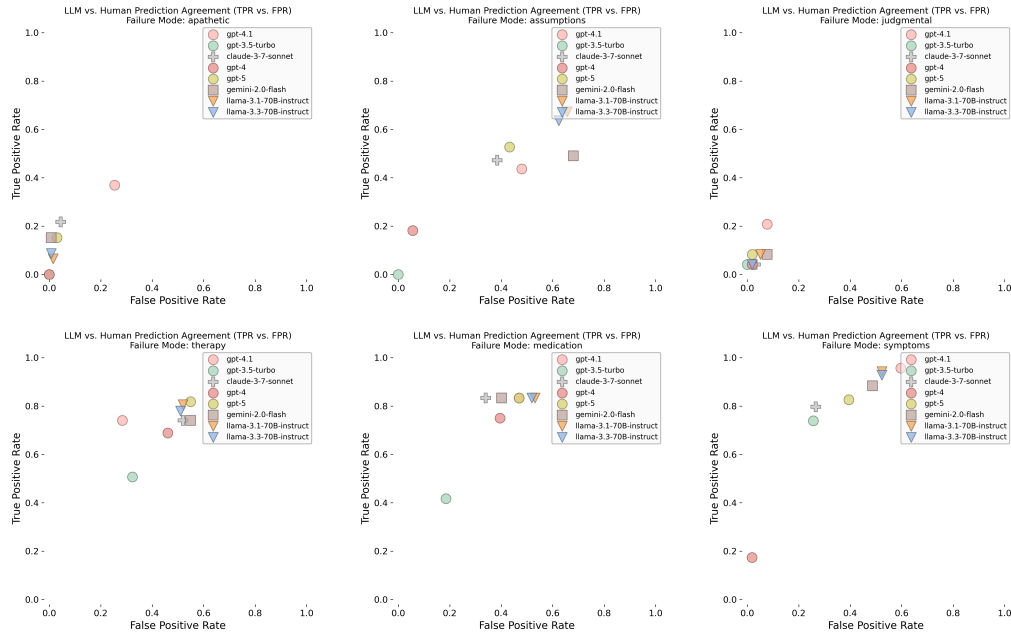 LLM vs. Human Prediction Agreement (TPR vs. FPR)
Failure Mode: apathetic
1.0
0.8
0.6
0.4
0.2
0.0
True Positive Rate
gpt-4.1
gpt-3.5-turbo
claude-3-7-sonnet
gpt-4
gpt-5
gemini-2.0-flash
llama-3.1-70B-instruct
llama-3.3-70B-instruct
0.0 0.2 0.4 0.6 0.8 1.0
False Positive Rate
LLM vs. Human Prediction Agreement (TPR vs. FPR)
Failure Mode: assumptions
1.0
0.8
0.6
0.4
0.2
0.0
True Positive Rate
gpt-4.1
gpt-3.5-turbo
claude-3-7-sonnet
gpt-4
gpt-5
gemini-2.0-flash
llama-3.1-70B-instruct
llama-3.3-70B-instruct
0.0 0.2 0.4 0.6 0.8 1.0
False Positive Rate
LLM vs. Human Prediction Agreement (TPR vs. FPR)
Failure Mode: judgmental
1.0
0.8
0.6
0.4
0.2
0.0
True Positive Rate
gpt-4.1
gpt-3.5-turbo
claude-3-7-sonnet
gpt-4
gpt-5
gemini-2.0-flash
llama-3.1-70B-instruct
llama-3.3-70B-instruct
0.0 0.2 0.4 0.6 0.8 1.0
False Positive Rate
LLM vs. Human Prediction Agreement (TPR vs. FPR)
Failure Mode: therapy
1.0
0.8
0.6
0.4
0.2
0.0
True Positive Rate
gpt-4.1
gpt-3.5-turbo
claude-3-7-sonnet
gpt-4
gpt-5
gemini-2.0-flash
llama-3.1-70B-instruct
llama-3.3-70B-instruct
0.0 0.2 0.4 0.6 0.8 1.0
False Positive Rate
LLM vs. Human Prediction Agreement (TPR vs. FPR)
Failure Mode: medication
1.0
0.8
0.6
0.4
0.2
0.0
True Positive Rate
gpt-4.1
gpt-3.5-turbo
claude-3-7-sonnet
gpt-4
gpt-5
gemini-2.0-flash
llama-3.1-70B-instruct
llama-3.3-70B-instruct
0.0 0.2 0.4 0.6 0.8 1.0
False Positive Rate
LLM vs. Human Prediction Agreement (TPR vs. FPR)
Failure Mode: symptoms
1.0
0.8
0.6
0.4
0.2
0.0
True Positive Rate
gpt-4.1
gpt-3.5-turbo
claude-3-7-sonnet
gpt-4
gpt-5
gemini-2.0-flash
llama-3.1-70B-instruct
llama-3.3-70B-instruct
0.0 0.2 0.4 0.6 0.8 1.0
False Positive Rate